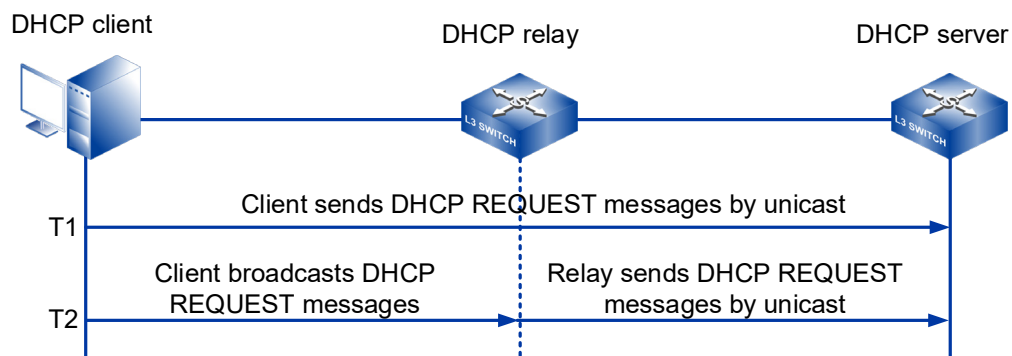 DHCP client
DHCP relay
DHCP server
L3 SWITCH
L3 SWITCH
Client sends DHCP REQUEST messages by unicast
T1
Client broadcasts DHCP
REQUEST messages
Relay sends DHCP REQUEST
messages by unicast
T2